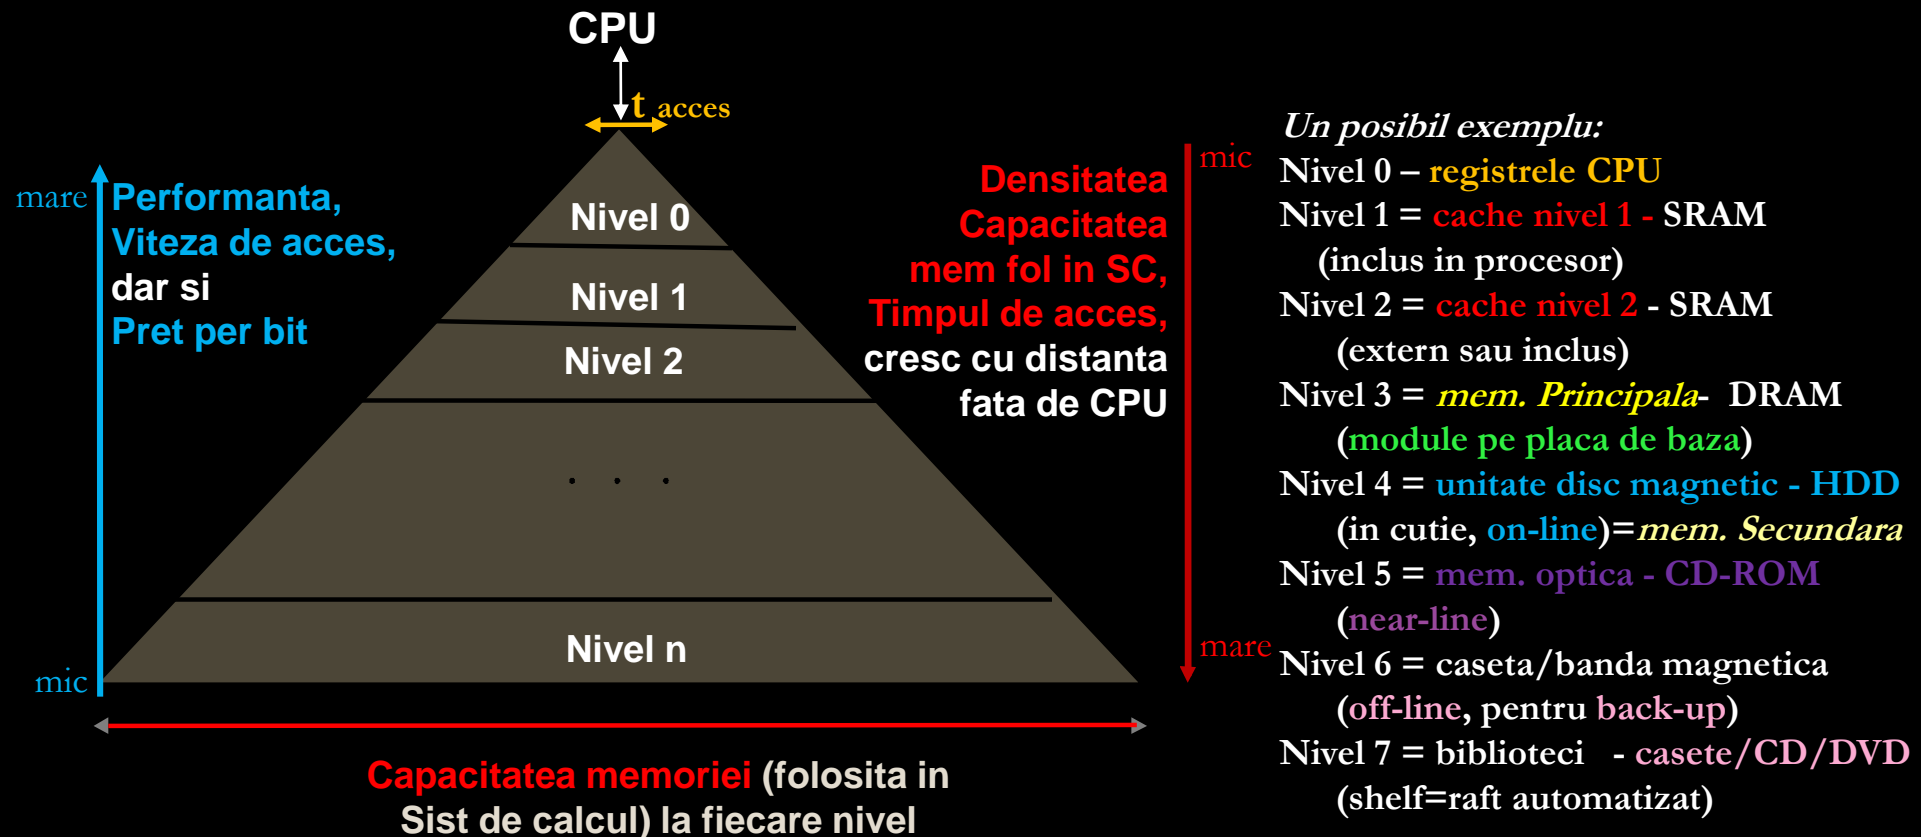 CPU
t acces
mare
Performanta,
Viteza de acces,
dar si
Pret per bit
mic
Nivel 0
Nivel 1
Nivel 2
. . .
Nivel n
Densitatea
Capacitatea
mem fol in SC,
Timpul de acces,
cresc cu distanta
fata de CPU
mic
mare
Capacitatea memoriei (folosita in
Sist de calcul) la fiecare nivel
Un posibil exemplu:
Nivel 0 – registrele CPU
Nivel 1 = cache nivel 1 - SRAM
(inclus in procesor)
Nivel 2 = cache nivel 2 - SRAM
(extern sau inclus)
Nivel 3 = mem. Principala- DRAM
(module pe placa de baza)
Nivel 4 = unitate disc magnetic - HDD
(in cutie, on-line)=mem. Secundara
Nivel 5 = mem. optica - CD-ROM
(near-line)
Nivel 6 = caseta/banda magnetica
(off-line, pentru back-up)
Nivel 7 = biblioteci - casete/CD/DVD
(shelf=raft automatizat)